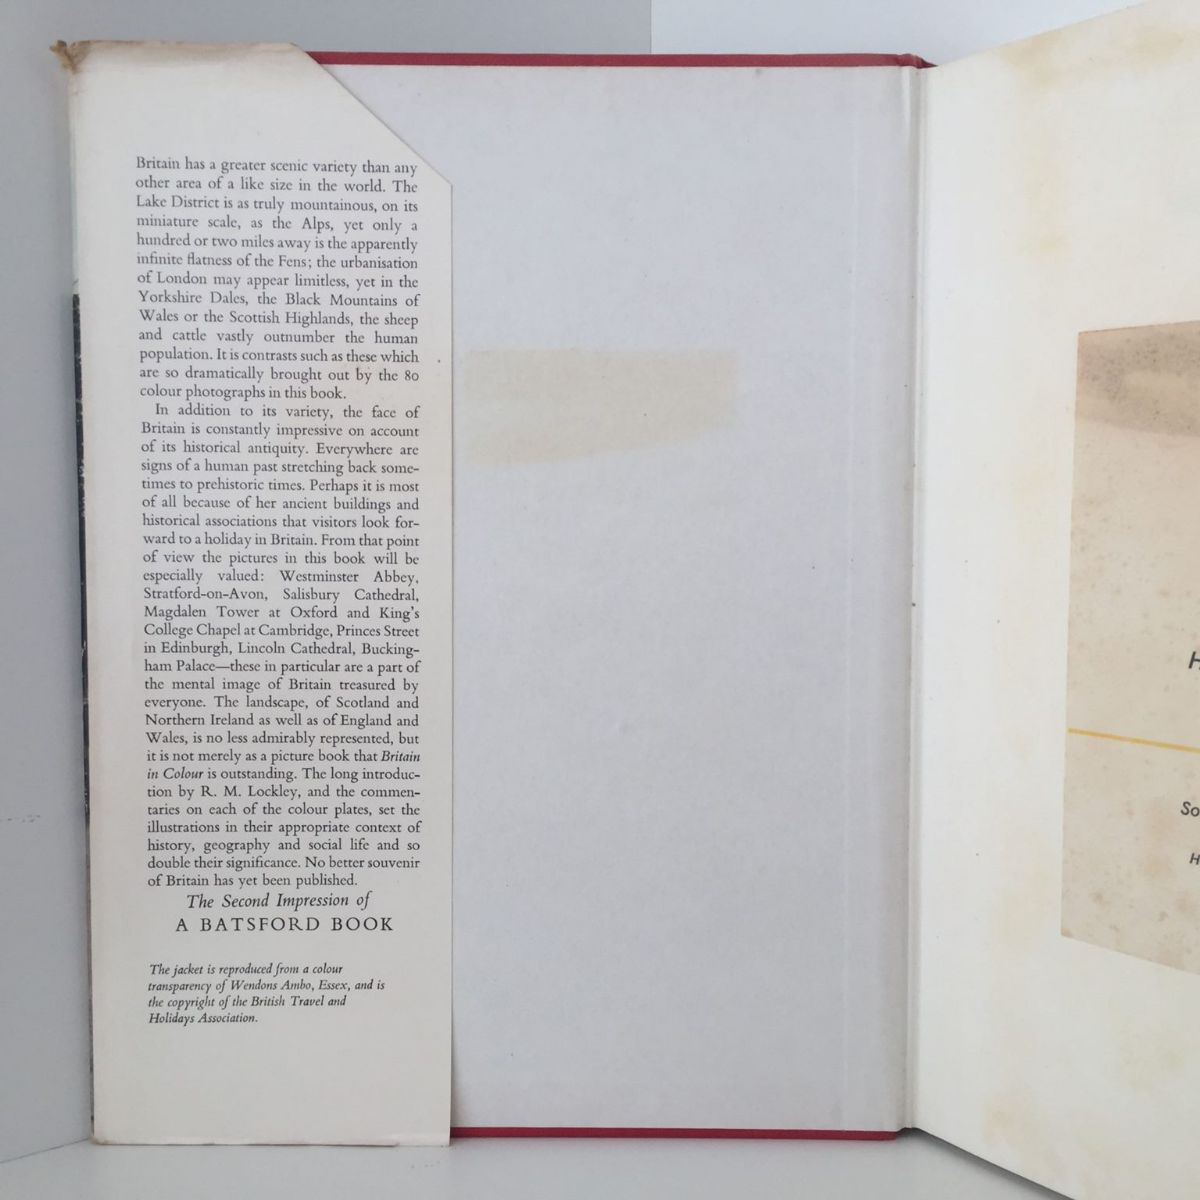 Britain has a greater scenic variety than any
other area of a like size in the world. The
Lake District is as truly mountainous, on its
miniature scale, as the Alps, yet only a
hundred or two miles away is the apparently
infinite flatness of the Fens; the urbanisation
of London may appear limitless, yet in the
Yorkshire Dales, the Black Mountains of
Wales or the Scottish Highlands, the sheep
and cattle vastly outnumber the human
population. It is contrasts such as these which
are so dramatically brought out by the 80
colour photographs in this book.
In addition to its variety, the face of
Britain is constantly impressive on account
of its historical antiquity. Everywhere are
signs of a human past stretching back some-
times to prehistoric times. Perhaps it is most
of all because of her ancient buildings and
historical associations that visitors look for-
ward to a holiday in Britain. From that point
of view the pictures in this book will be
especially valued: Westminster Abbey,
Stratford-on-Avon, Salisbury Cathedral,
Magdalen Tower at Oxford and King's
College Chapel at Cambridge, Princes Street
in Edinburgh, Lincoln Cathedral, Bucking-
ham Palace—these in particular are a part of
the mental image of Britain treasured by
everyone. The landscape, of Scotland and
Northern Ireland as well as of England and
Wales, is no less admirably represented, but
it is not merely as a picture book that Britain
in Colour is outstanding. The long introduc-
tion by R. M. Lockley, and the commen-
taries on each of the colour plates, set the
illustrations in their appropriate context of
history, geography and social life and so
double their significance. No better souvenir
of Britain has yet been published.
The Second Impression of
A BATSFORD BOOK
The jacket is reproduced from a colour
transparency of Wendons Ambo, Essex, and is
the copyright of the British Travel and
Holidays Association.
H
So
H